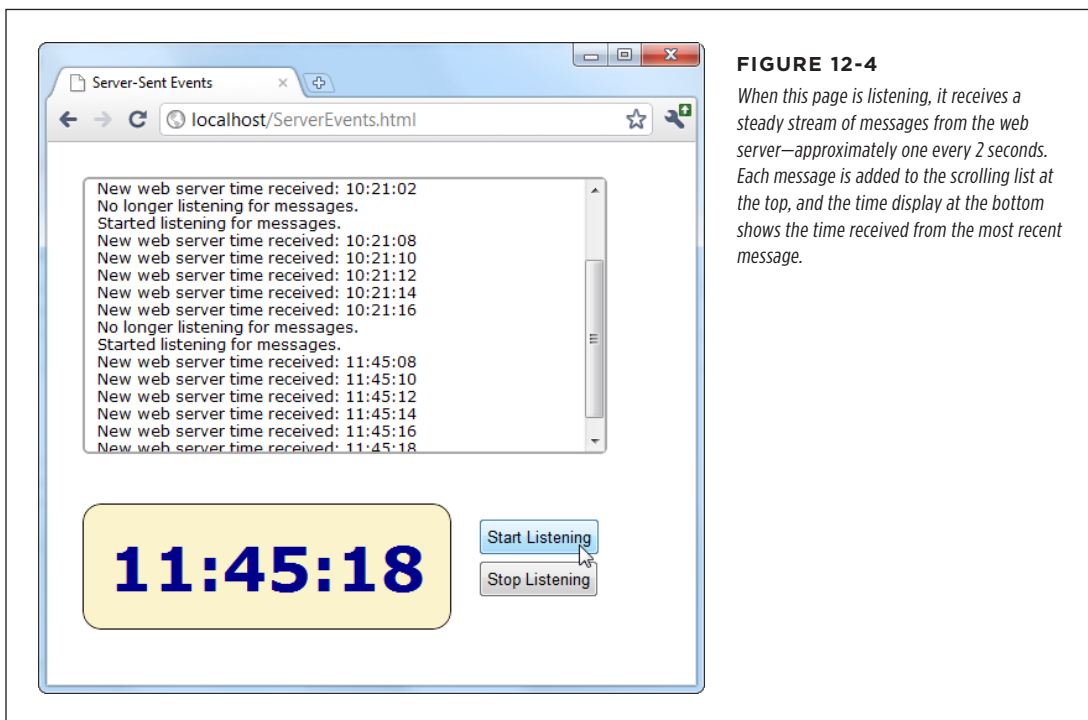 Server-Sent Events
localhost/ServerEvents.html
New web server time received: 10:21:02
No longer listening for messages.
Started listening for messages.
New web server time received: 10:21:08
New web server time received: 10:21:10
New web server time received: 10:21:12
New web server time received: 10:21:14
New web server time received: 10:21:16
No longer listening for messages.
Started listening for messages.
New web server time received: 11:45:08
New web server time received: 11:45:10
New web server time received: 11:45:12
New web server time received: 11:45:14
New web server time received: 11:45:16
New web server time received: 11:45:18
11:45:18
Start Listening
Stop Listening
FIGURE 12-4
When this page is listening, it receives a
steady stream of messages from the web
server—approximately one every 2 seconds.
Each message is added to the scrolling list at
the top, and the time display at the bottom
shows the time received from the most recent
message.